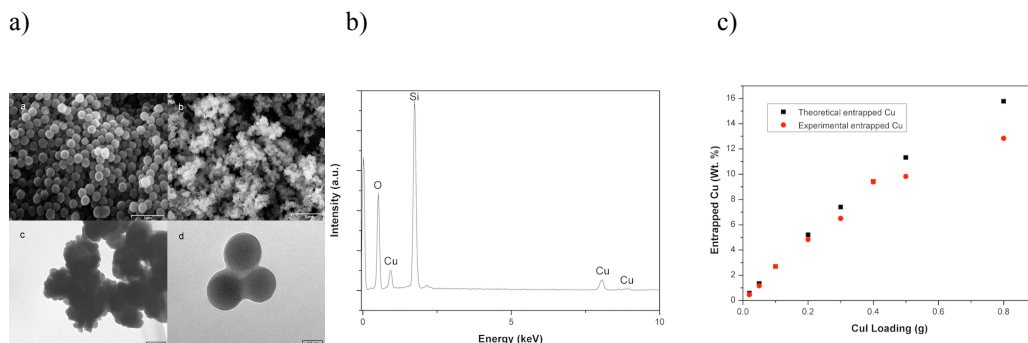 a)
b)
c)
a
b
c
d
Intensity (a.u.)
O
Cu
Si
Cu
Cu
0
5
10
Energy (keV)
Entrapped Cu (Wt. %)
16
14
12
10
8
6
4
2
0
Theoretical entrapped Cu
Experimental entrapped Cu
0.0
0.2
0.4
0.6
0.8
CuI Loading (g)